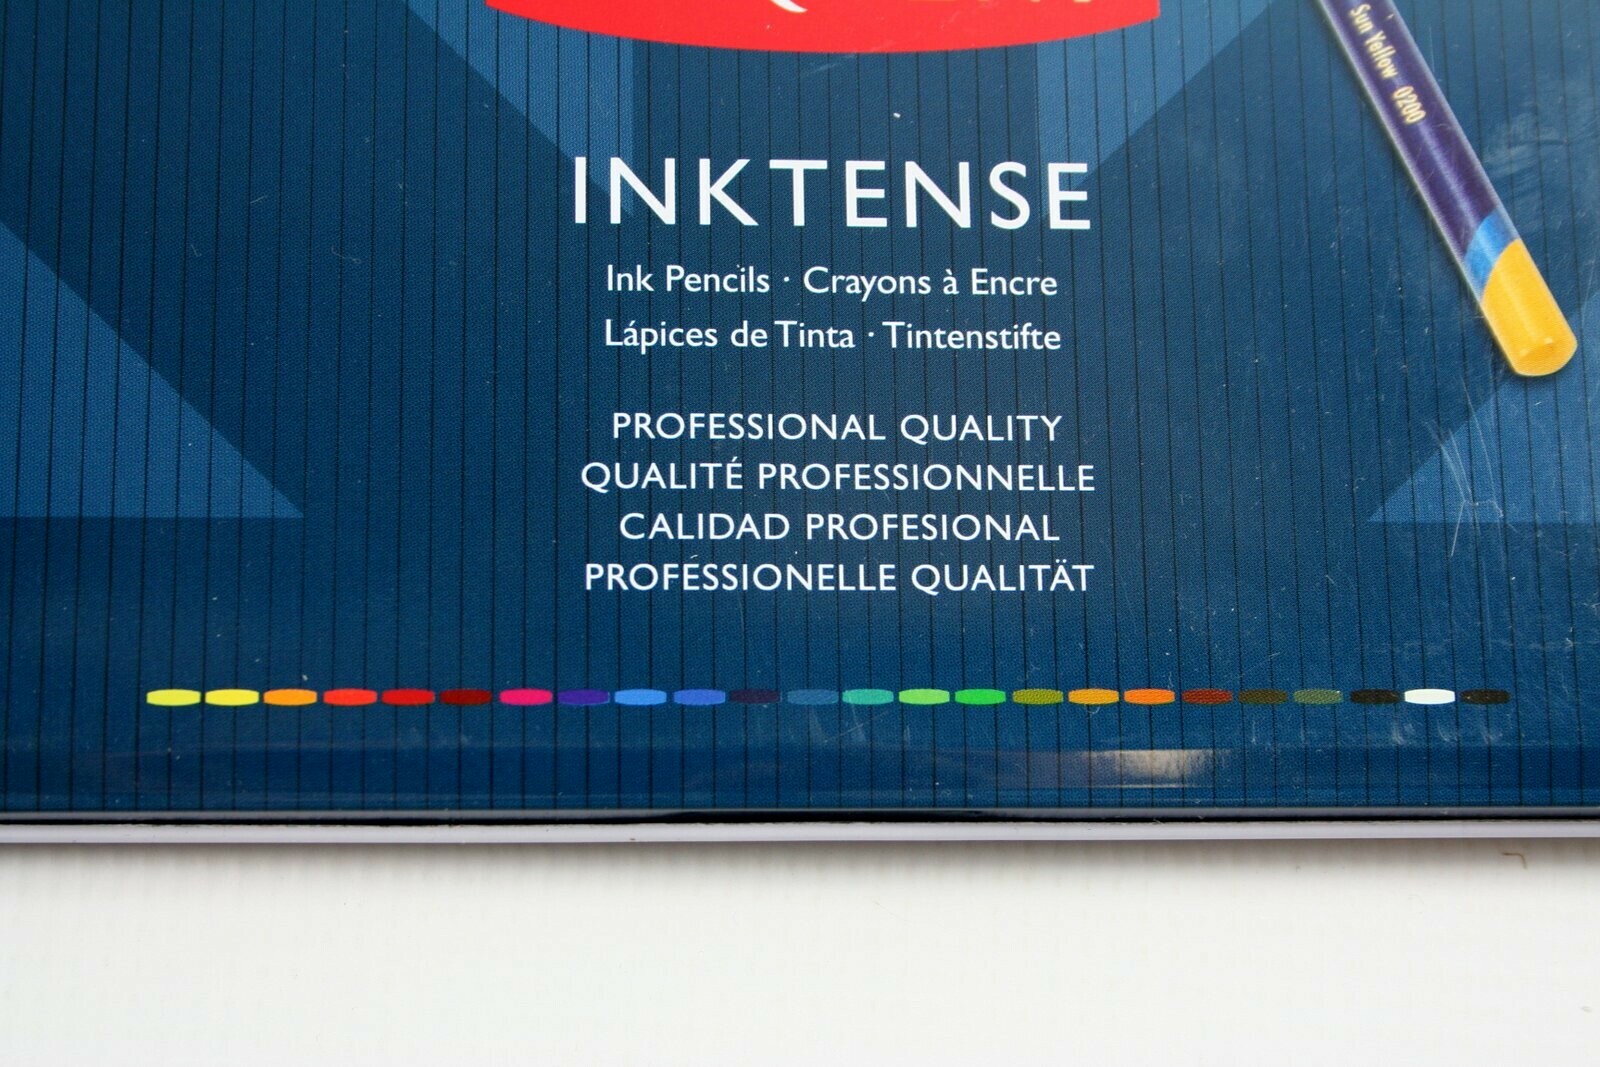 Sun Yellow 0200
INKTENSE
Ink Pencils · Crayons à Encre
Lápices de Tinta · Tintenstifte
PROFESSIONAL QUALITY
QUALITÉ PROFESSIONNELLE
CALIDAD PROFESIONAL
PROFESSIONELLE QUALITÄT